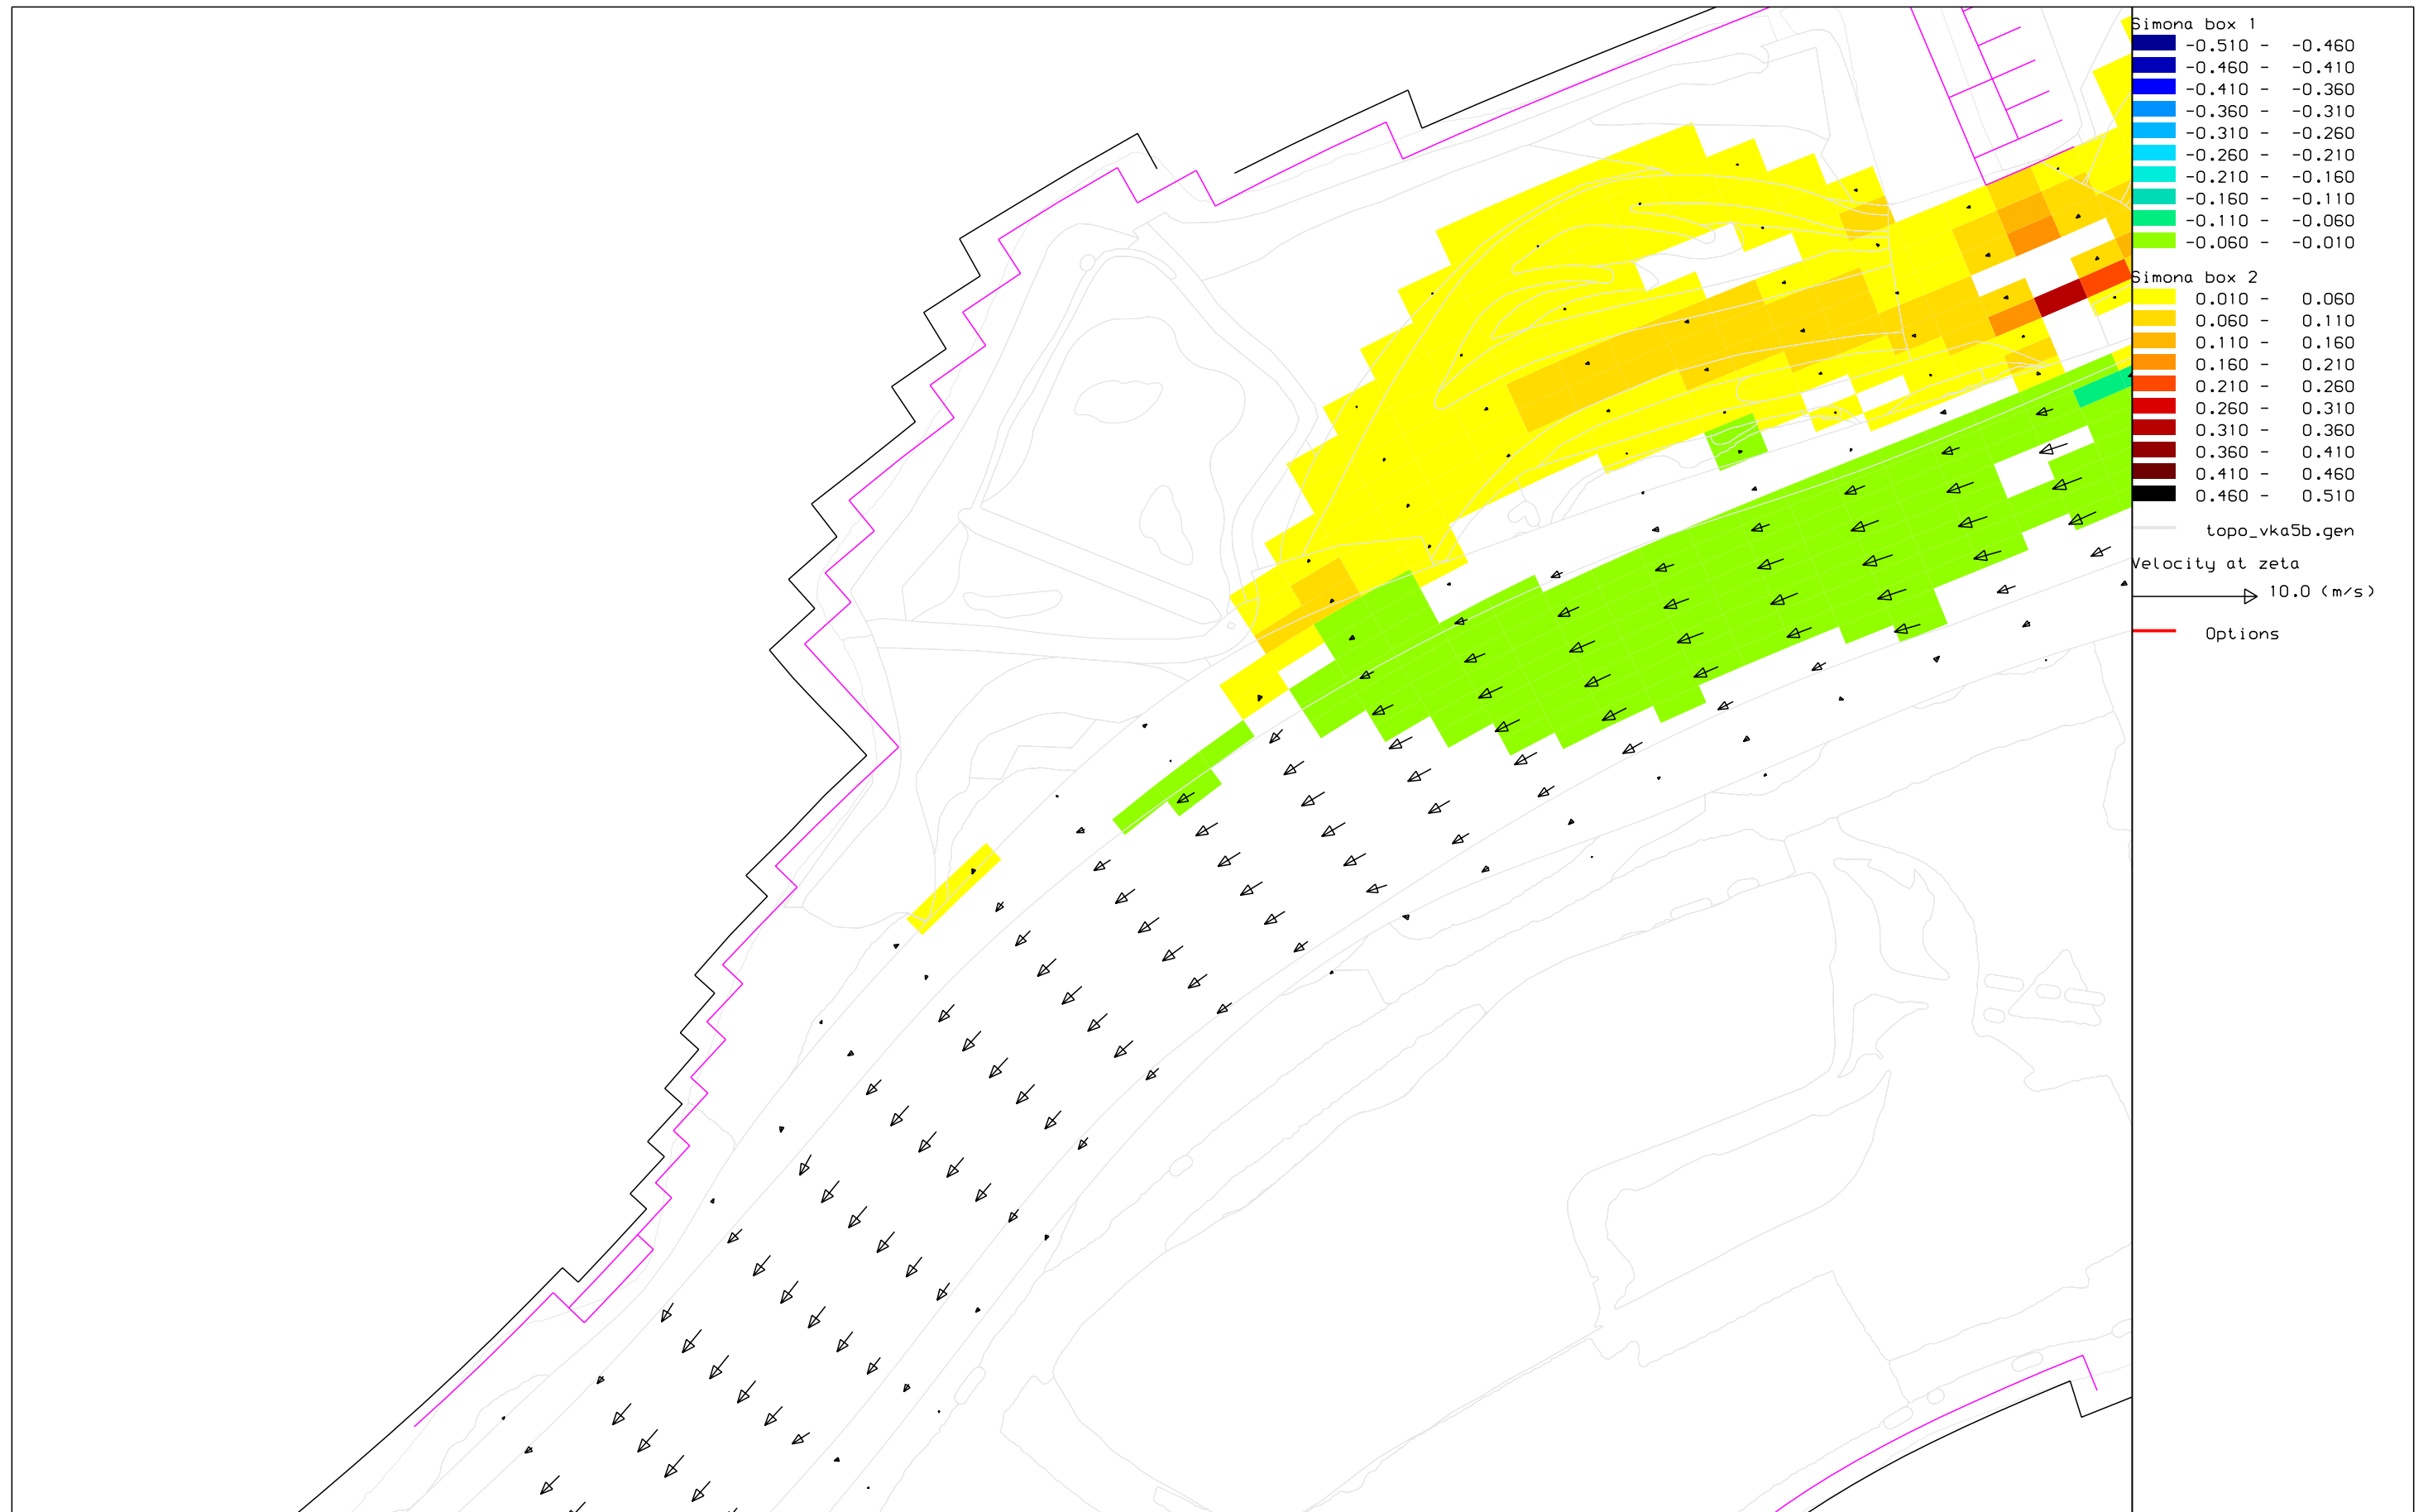 Simona box 1
-0.510 - -0.460
-0.460 - -0.410
-0.410 - -0.360
-0.360 - -0.310
-0.310 - -0.260
-0.260 - -0.210
-0.210 - -0.160
-0.160 - -0.110
-0.110 - -0.060
-0.060 - -0.010
Simona box 2
0.010 - 0.060
0.060 - 0.110
0.110 - 0.160
0.160 - 0.210
0.210 - 0.260
0.260 - 0.310
0.310 - 0.360
0.360 - 0.410
0.410 - 0.460
0.460 - 0.510
topo_vka5b.gen
Velocity at zeta
10.0 (m/s)
Options